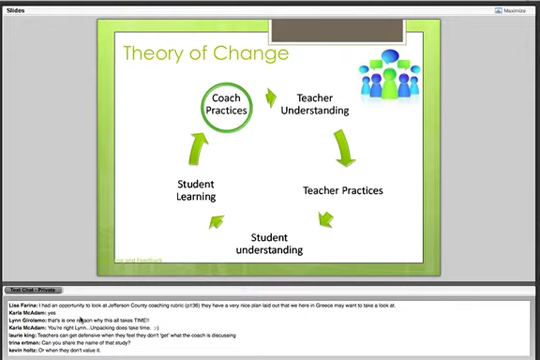 Slides
Maximize
Theory of Change
Coach
Practices
Teacher
Understanding
Student
Learning
Teacher Practices
Student
understanding
and Feedback
Text Chat - Private
Lisa Farina: I had an opportunity to look at Jefferson County coaching rubric (p136) they have a very nice plan laid out that we here in Greece may want to take a look at.
Karla McAdam: yes
Lynn Girolamo: that's is one reason why this all takes TIME!!
Karla McAdam: You're right Lynn...Unpacking does take time. :-)
laurie king: Teachers can get defensive when they feel they don't 'get' what the coach is discussing
trina ertman: Can you share the name of that study?
kevin holtz: Or when they don't value it.